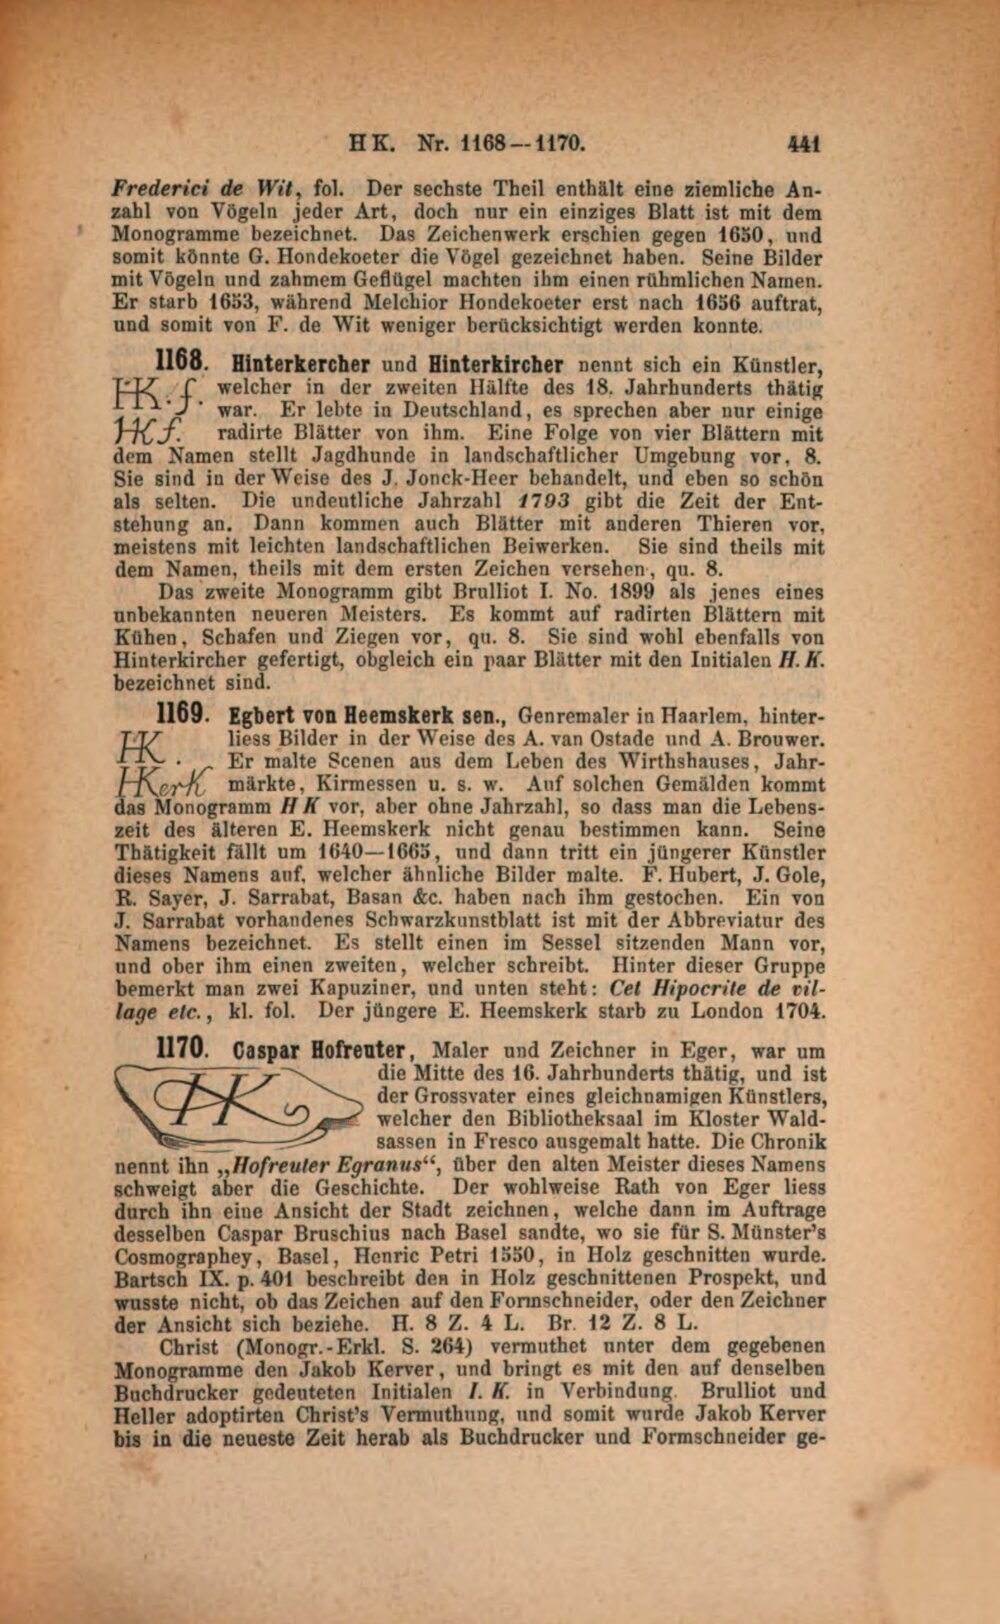 HK. Nr. 1168—1170. 441
Frederici de Wit, fol. Der sechste Theil enthält eine ziemliche An-
zahl von Vögeln jeder Art, doch nur ein einziges Blatt ist mit dem
Monogramme bezeichnet. Das Zeichenwerk erschien gegen 1650, und
somit könnte G. Hondekoeter die Vögel gezeichnet haben. Seine Bilder
mit Vögeln und zahmem Geflügel machten ihm einen rühmlichen Namen.
Er starb 1653, während Melchior Hondekoeter erst nach 1656 auftrat,
und somit von F. de Wit weniger berücksichtigt werden konnte.
1168. Hinterkercher und Hinterkircher nennt sich ein Künstler,
HK. f. welcher in der zweiten Hälfte des 18. Jahrhunderts thätig
war. Er lebte in Deutschland, es sprechen aber nur einige
HK f. radirte Blätter von ihm. Eine Folge von vier Blättern mit
dem Namen stellt Jagdhunde in landschaftlicher Umgebung vor, 8.
Sie sind in der Weise des J. Jonck-Heer behandelt, und eben so schön
als selten. Die undeutliche Jahrzahl 1793 gibt die Zeit der Ent-
stehung an. Dann kommen auch Blätter mit anderen Thieren vor,
meistens mit leichten landschaftlichen Beiwerken. Sie sind theils mit
dem Namen, theils mit dem ersten Zeichen versehen, qu. 8.
Das zweite Monogramm gibt Brulliot I. No. 1899 als jenes eines
unbekannten neueren Meisters. Es kommt auf radirten Blättern mit
Kühen, Schafen und Ziegen vor, qu. 8. Sie sind wohl ebenfalls von
Hinterkircher gefertigt, obgleich ein paar Blätter mit den Initialen H. K.
bezeichnet sind.
1169. Egbert von Heemskerk sen., Genremaler in Haarlem, hinter-
HK. liess Bilder in der Weise des A. van Ostade und A. Brouwer.
Er malte Scenen aus dem Leben des Wirthshauses, Jahr-
HKerK märkte, Kirmessen u. s. w. Auf solchen Gemälden kommt
das Monogramm H K vor, aber ohne Jahrzahl, so dass man die Lebens-
zeit des älteren E. Heemskerk nicht genau bestimmen kann. Seine
Thätigkeit fällt um 1640—1665, und dann tritt ein jüngerer Künstler
dieses Namens auf, welcher ähnliche Bilder malte. F. Hubert, J. Gole,
R. Sayer, J. Sarrabat, Basan &c. haben nach ihm gestochen. Ein von
J. Sarrabat vorhandenes Schwarzkunstblatt ist mit der Abbreviatur des
Namens bezeichnet. Es stellt einen im Sessel sitzenden Mann vor,
und ober ihm einen zweiten, welcher schreibt. Hinter dieser Gruppe
bemerkt man zwei Kapuziner, und unten steht: Cet Hipocrite de vil-
lage etc., kl. fol. Der jüngere E. Heemskerk starb zu London 1704.
1170. Caspar Hofreuter, Maler und Zeichner in Eger, war um
HK die Mitte des 16. Jahrhunderts thätig, und ist
der Grossvater eines gleichnamigen Künstlers,
welcher den Bibliotheksaal im Kloster Wald-
sassen in Fresco ausgemalt hatte. Die Chronik
nennt ihn „Hofreuter Egranus“, über den alten Meister dieses Namens
schweigt aber die Geschichte. Der wohlweise Rath von Eger liess
durch ihn eine Ansicht der Stadt zeichnen, welche dann im Auftrage
desselben Caspar Bruschius nach Basel sandte, wo sie für S. Münster's
Cosmographey, Basel, Henric Petri 1550, in Holz geschnitten wurde.
Bartsch IX. p. 401 beschreibt den in Holz geschnittenen Prospekt, und
wusste nicht, ob das Zeichen auf den Formschneider, oder den Zeichner
der Ansicht sich beziehe. H. 8 Z. 4 L. Br. 12 Z. 8 L.
Christ (Monogr.-Erkl. S. 264) vermuthet unter dem gegebenen
Monogramme den Jakob Kerver, und bringt es mit den auf denselben
Buchdrucker gedeuteten Initialen I. K. in Verbindung. Brulliot und
Heller adoptirten Christ's Vermuthung, und somit wurde Jakob Kerver
bis in die neueste Zeit herab als Buchdrucker und Formschneider ge-